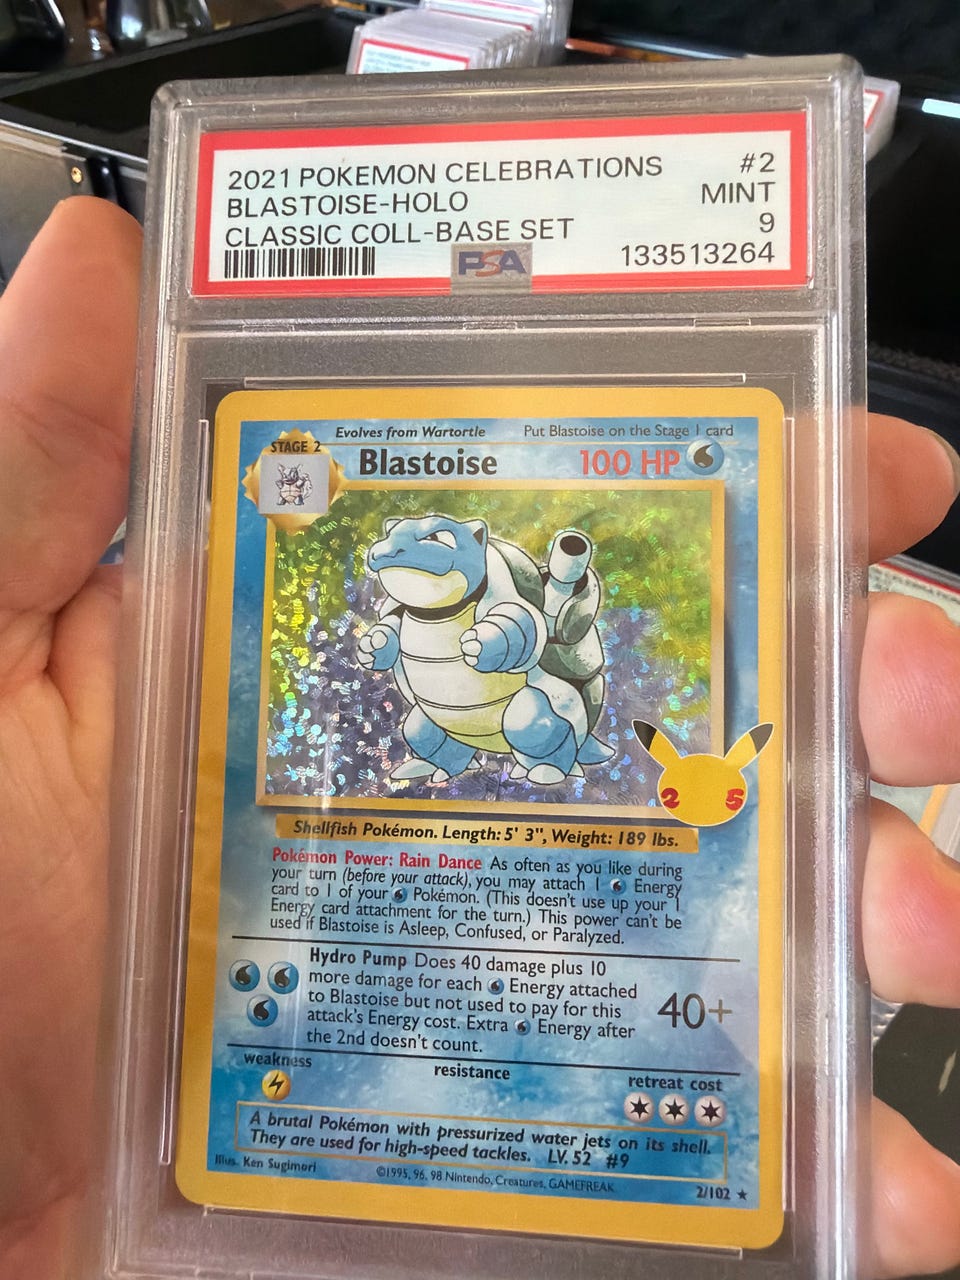 2021 POKEMON CELEBRATIONS #2
BLASTOISE-HOLO MINT
CLASSIC COLL-BASE SET 9
PSA 133513264
STAGE 2 Evolves from Wartortle Put Blastoise on the Stage 1 card
Blastoise 100 HP
25
Shellfish Pokémon. Length: 5' 3", Weight: 189 lbs.
Pokémon Power: Rain Dance As often as you like during
your turn (before your attack), you may attach 1 Energy
card to 1 of your Pokémon. (This doesn't use up your 1
Energy card attachment for the turn.) This power can't be
used if Blastoise is Asleep, Confused, or Paralyzed.
Hydro Pump Does 40 damage plus 10
more damage for each Energy attached
to Blastoise but not used to pay for this
attack's Energy cost. Extra Energy after
the 2nd doesn't count.
40+
weakness resistance retreat cost
A brutal Pokémon with pressurized water jets on its shell.
They are used for high-speed tackles. LV. 52 #9
Illus. Ken Sugimori ©1995, 96, 98 Nintendo, Creatures, GAMEFREAK 2/102 ★